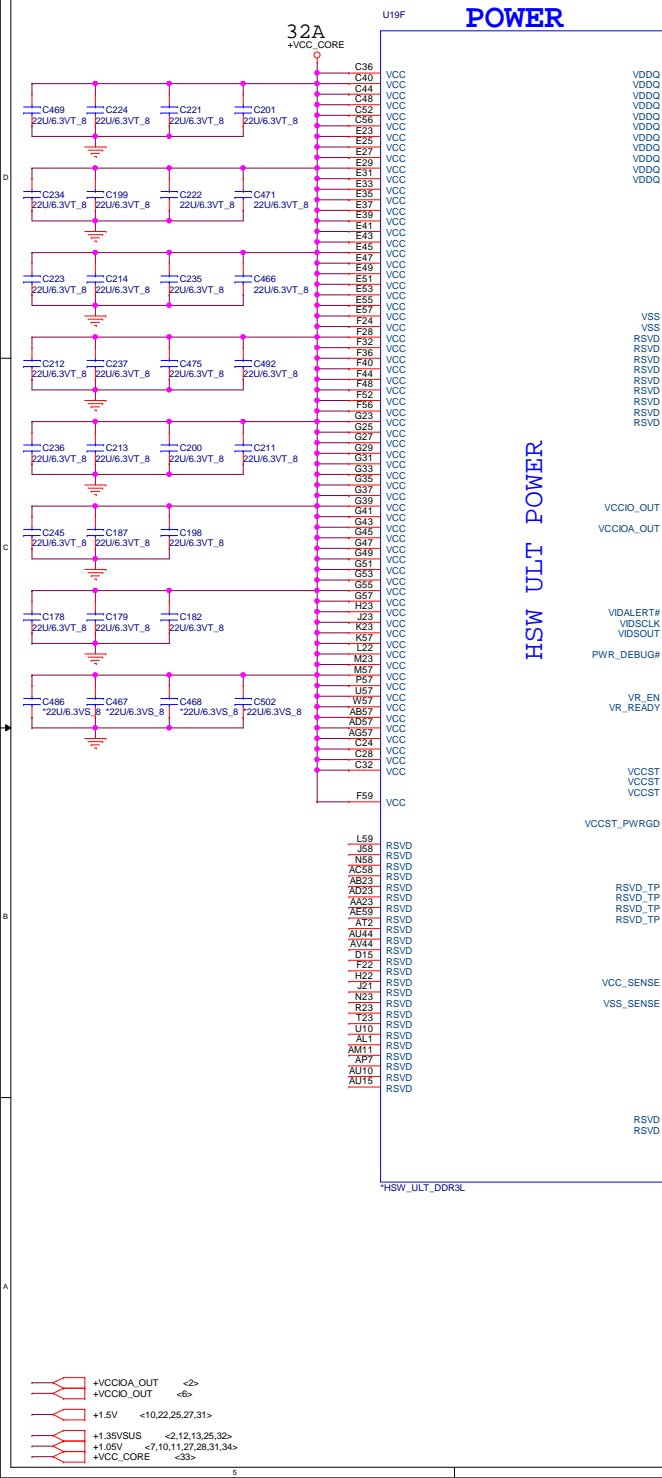 U19F
POWER
32A
+VCC_CORE
C36 VCC VDDQ
C40 VCC VDDQ
C44 VCC VDDQ
C48 VCC VDDQ
C52 VCC VDDQ
C56 VCC VDDQ
E23 VCC VDDQ
E25 VCC VDDQ
E27 VCC VDDQ
E29 VCC VDDQ
E31 VCC VDDQ
E33 VCC
E35 VCC
E37 VCC
E39 VCC
E41 VCC
E43 VCC
E45 VCC
E47 VCC
E49 VCC
E51 VCC
E53 VCC
E55 VCC
E57 VCC VSS
F24 VCC VSS
F28 VCC RSVD
F32 VCC RSVD
F36 VCC RSVD
F40 VCC RSVD
F44 VCC RSVD
F48 VCC RSVD
F52 VCC RSVD
F56 VCC RSVD
G23 VCC RSVD
G25 VCC
G27 VCC
G29 VCC
G31 VCC
G33 VCC
G35 VCC
G37 VCC
G39 VCC VCCIO_OUT
G41 VCC
G43 VCC VCCIOA_OUT
G45 VCC
G47 VCC
G49 VCC
G51 VCC
G53 VCC
G55 VCC
G57 VCC
H23 VCC VIDALERT#
J23 VCC VIDSCLK
K23 VCC VIDSOUT
K57 VCC
L22 VCC PWR_DEBUG#
M23 VCC
M57 VCC
P57 VCC
U57 VCC VR_EN
W57 VCC VR_READY
AB57 VCC
AD57 VCC
AG57 VCC
C24 VCC
C28 VCC
C32 VCC VCCST
VCCST
F59 VCC VCCST
VCCST_PWRGD
C469 C224 C221 C201
22U/6.3VT_8 22U/6.3VT_8 22U/6.3VT_8 22U/6.3VT_8
C234 C199 C222 C471
22U/6.3VT_8 22U/6.3VT_8 22U/6.3VT_8 22U/6.3VT_8
C223 C214 C235 C466
22U/6.3VT_8 22U/6.3VT_8 22U/6.3VT_8 22U/6.3VT_8
C212 C237 C475 C492
22U/6.3VT_8 22U/6.3VT_8 22U/6.3VT_8 22U/6.3VT_8
C236 C213 C200 C211
22U/6.3VT_8 22U/6.3VT_8 22U/6.3VT_8 22U/6.3VT_8
C245 C187 C198
22U/6.3VT_8 22U/6.3VT_8 22U/6.3VT_8
C178 C179 C182
22U/6.3VT_8 22U/6.3VT_8 22U/6.3VT_8
C486 C467 C468 C502
*22U/6.3VS_8 *22U/6.3VS_8 *22U/6.3VS_8 *22U/6.3VS_8
HSW ULT POWER
L59 RSVD
J58 RSVD
N58 RSVD
AC58 RSVD
AB23 RSVD RSVD_TP
AD23 RSVD RSVD_TP
AA23 RSVD RSVD_TP
AE59 RSVD RSVD_TP
AT2 RSVD
AU44 RSVD
AV44 RSVD
D15 RSVD
F22 RSVD
H22 RSVD VCC_SENSE
J21 RSVD
N23 RSVD VSS_SENSE
R23 RSVD
T23 RSVD
U10 RSVD
AL1 RSVD
AM11 RSVD
AP7 RSVD
AU10 RSVD
AU15 RSVD
RSVD
RSVD
*HSW_ULT_DDR3L
D
C
B
A
+VCCIOA_OUT <2>
+VCCIO_OUT <6>
+1.5V <10,22,25,27,31>
+1.35VSUS <2,12,13,25,32>
+1.05V <7,10,11,27,28,31,34>
+VCC_CORE <33>
5